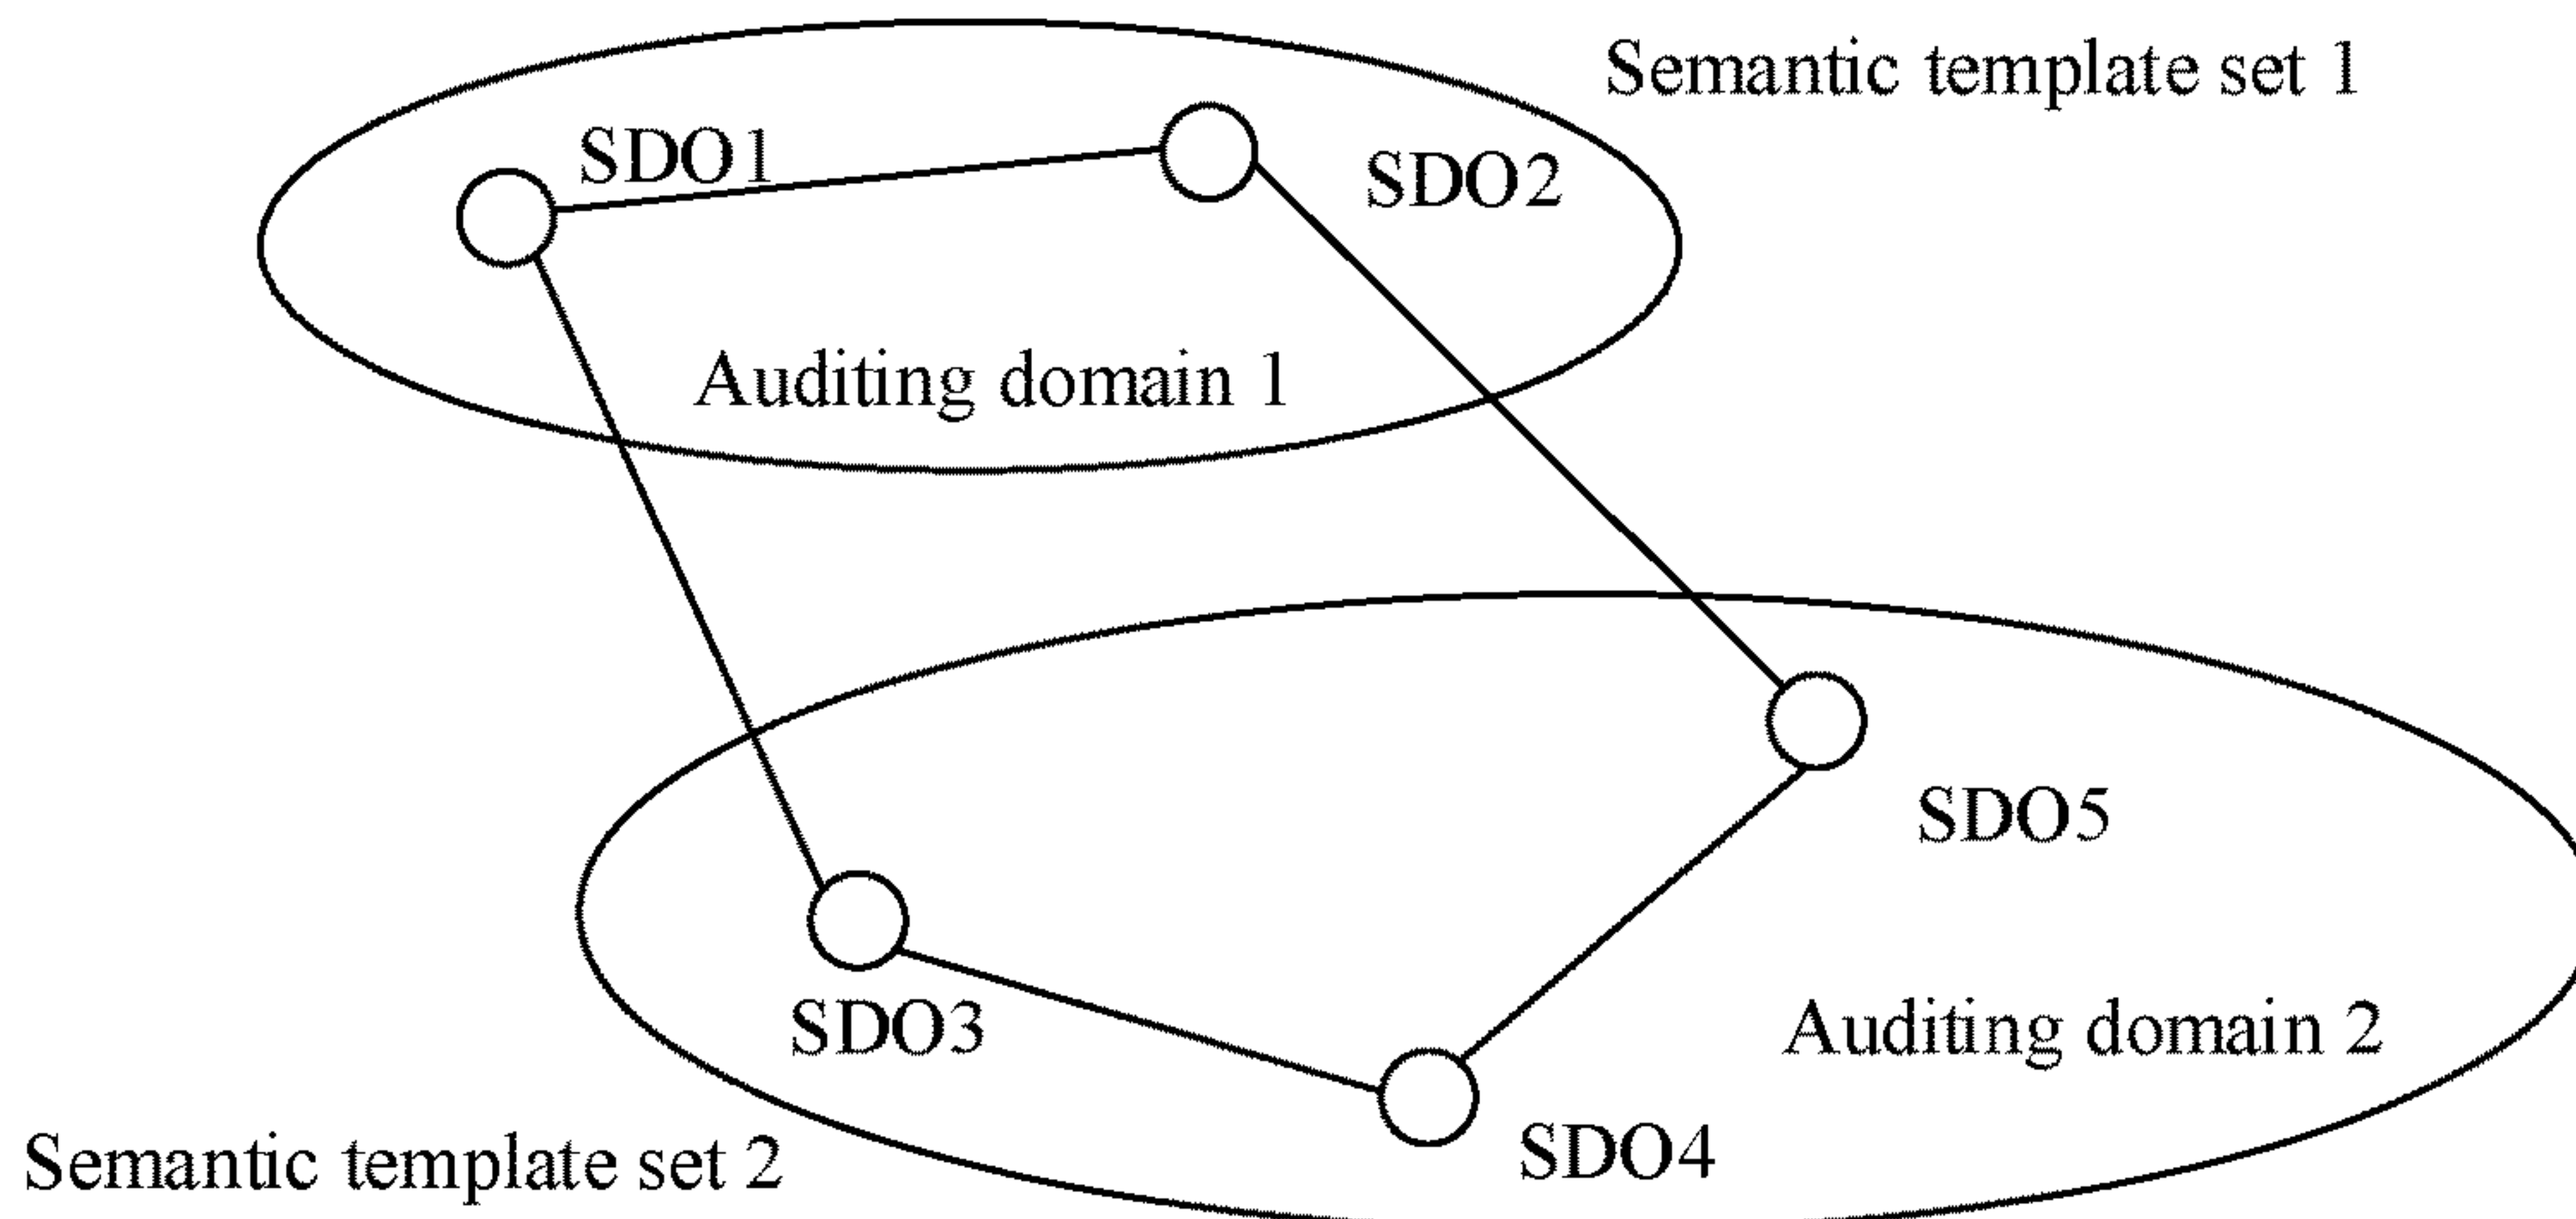 Semantic template set 1
SDO1
SDO2
Auditing domain 1
SDO5
SDO3
Auditing domain 2
SDO4
Semantic template set 2